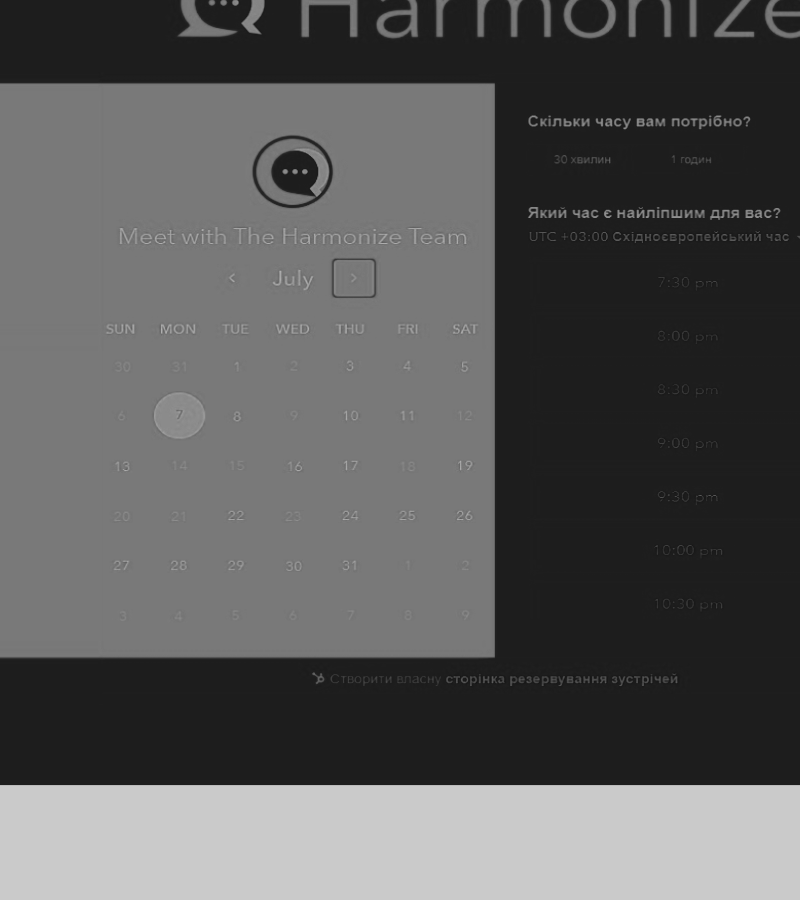 Harmonize
Meet with The Harmonize Team
July
SUN MON TUE WED THU FRI SAT
30 31 1 2 3 4 5
6 7 8 9 10 11 12
13 14 15 16 17 18 19
20 21 22 23 24 25 26
27 28 29 30 31 1 2
3 4 5 6 7 8 9
Скільки часу вам потрібно?
30 хвилин 1 годин
Який час є найліпшим для вас?
UTC +03:00 Східноєвропейський час
7:30 pm
8:00 pm
8:30 pm
9:00 pm
9:30 pm
10:00 pm
10:30 pm
Створити власну сторінка резервування зустрічей